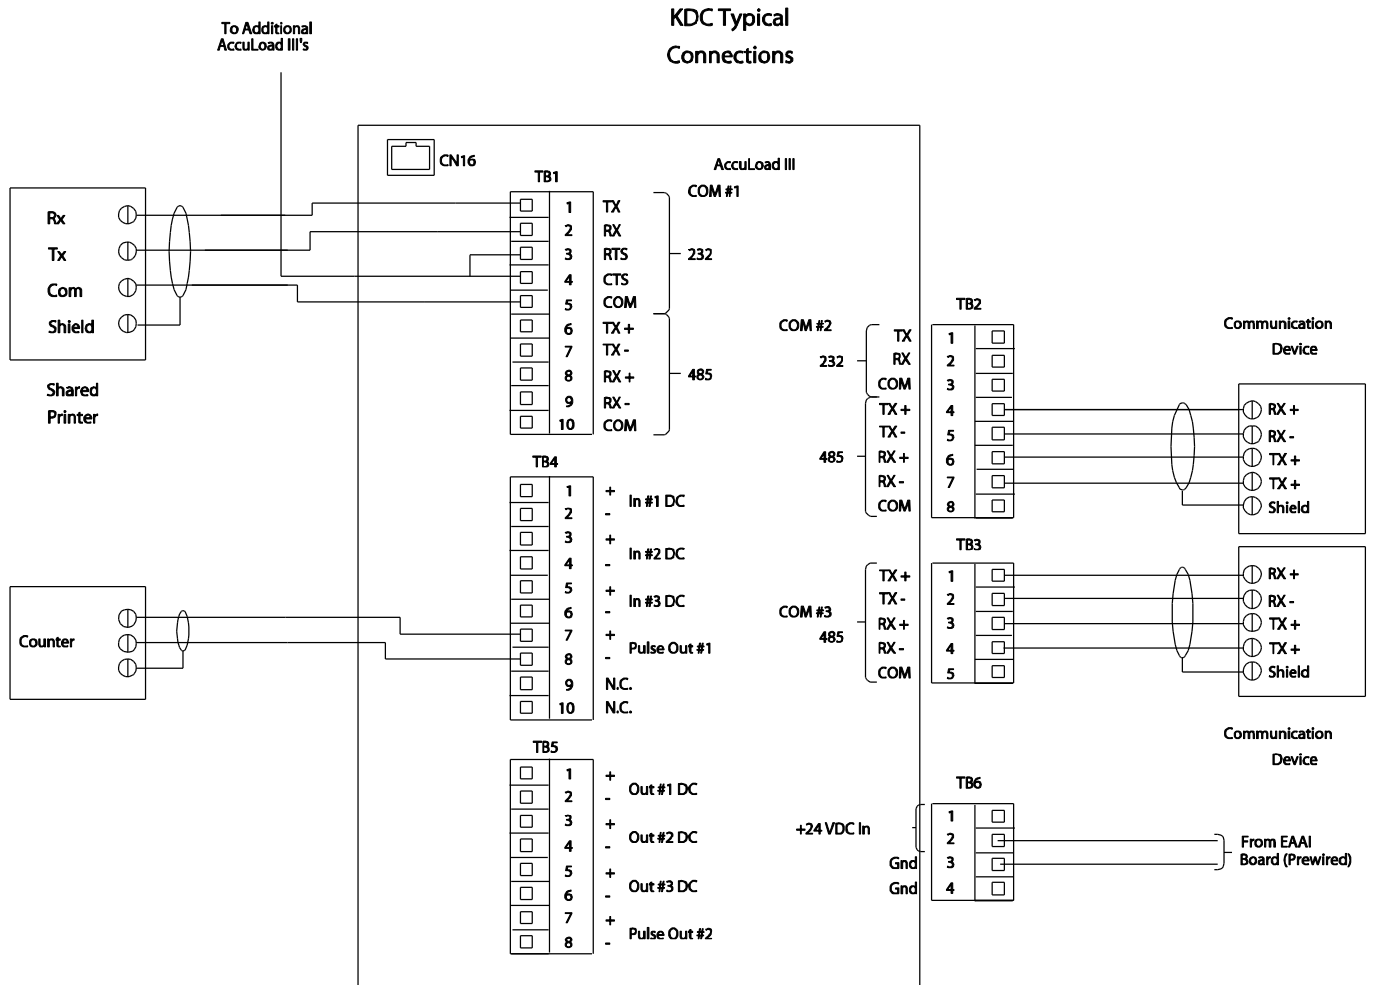 KDC Typical
Connections
To Additional
AccuLoad III's
CN16
AccuLoad III
Rx
Tx
Com
Shield
Shared
Printer
TB1
COM #1
1 TX
2 RX
3 RTS
4 CTS
5 COM
232
6 TX +
7 TX -
8 RX +
9 RX -
10 COM
485
TB4
1 +
2 -
In #1 DC
3 +
4 -
In #2 DC
5 +
6 -
In #3 DC
7 +
8 -
Pulse Out #1
9 N.C.
10 N.C.
Counter
TB5
1 +
2 -
Out #1 DC
3 +
4 -
Out #2 DC
5 +
6 -
Out #3 DC
7 +
8 -
Pulse Out #2
TB2
COM #2
232
TX 1
RX 2
COM 3
485
TX + 4
TX - 5
RX + 6
RX - 7
COM 8
Communication
Device
RX +
RX -
TX +
TX +
Shield
TB3
COM #3
485
TX + 1
TX - 2
RX + 3
RX - 4
COM 5
RX +
RX -
TX +
TX +
Shield
Communication
Device
TB6
+24 VDC In
1
2
Gnd 3
Gnd 4
From EAAI
Board (Prewired)